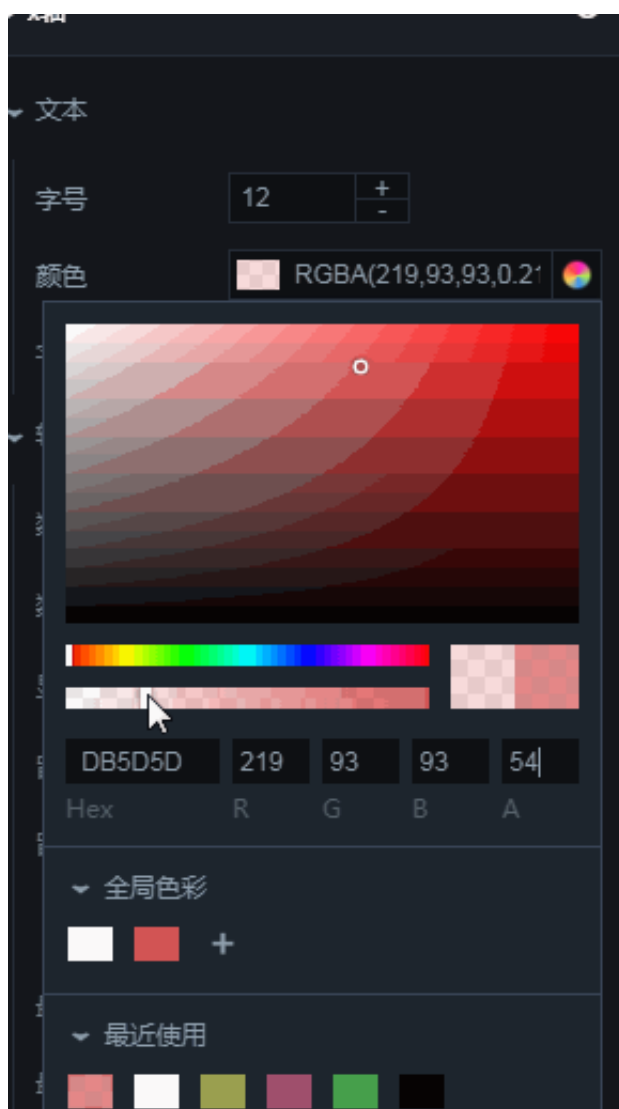 文本
字号 12 + -
颜色 RGBA(219,93,93,0.21
DB5D5D 219 93 93 54
Hex R G B A
全局色彩
+
最近使用